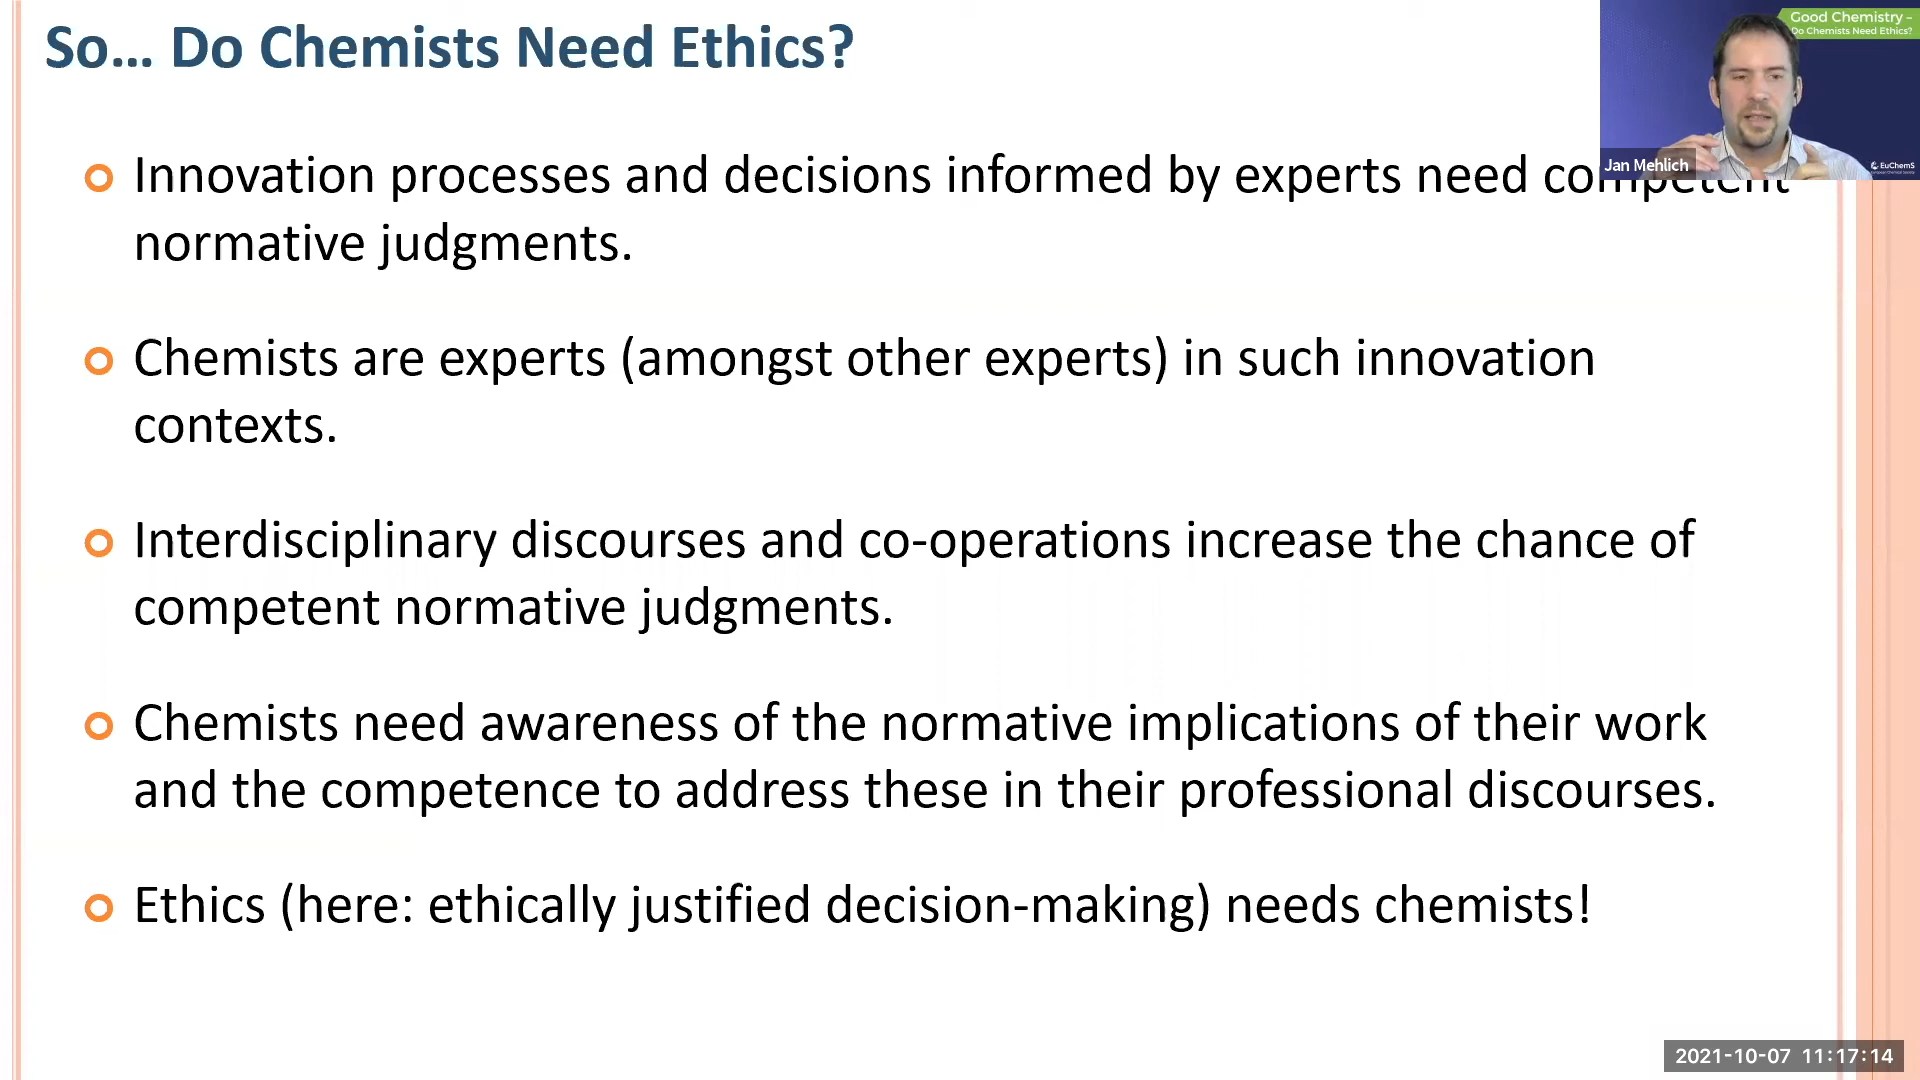 So... Do Chemists Need Ethics?
Good Chemistry –
Do Chemists Need Ethics?
Jan Mehlich
EuChemS
Innovation processes and decisions informed by experts need competent
normative judgments.
Chemists are experts (amongst other experts) in such innovation
contexts.
Interdisciplinary discourses and co-operations increase the chance of
competent normative judgments.
Chemists need awareness of the normative implications of their work
and the competence to address these in their professional discourses.
Ethics (here: ethically justified decision-making) needs chemists!
2021-10-07 11:17:14